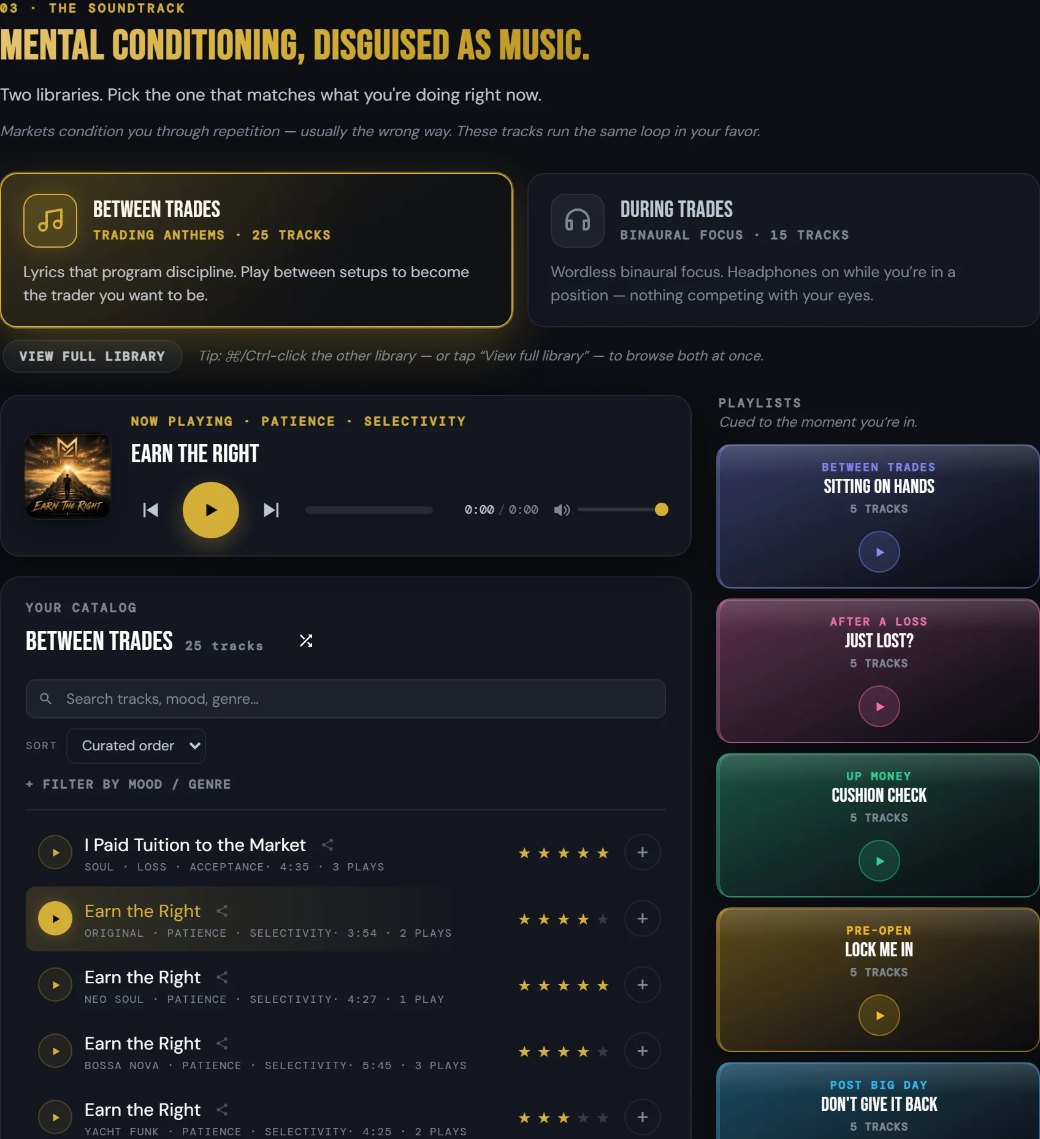 03 · THE SOUNDTRACK
MENTAL CONDITIONING, DISGUISED AS MUSIC.
Two libraries. Pick the one that matches what you're doing right now.
Markets condition you through repetition — usually the wrong way. These tracks run the same loop in your favor.
BETWEEN TRADES
TRADING ANTHEMS · 25 TRACKS
Lyrics that program discipline. Play between setups to become
the trader you want to be.
DURING TRADES
BINAURAL FOCUS · 15 TRACKS
Wordless binaural focus. Headphones on while you're in a
position — nothing competing with your eyes.
VIEW FULL LIBRARY
Tip: ⌘/Ctrl-click the other library — or tap “View full library” — to browse both at once.
NOW PLAYING · PATIENCE · SELECTIVITY
EARN THE RIGHT
EARN THE RIGHT
0:00 / 0:00
YOUR CATALOG
BETWEEN TRADES 25 tracks
Search tracks, mood, genre…
SORT Curated order
+ FILTER BY MOOD / GENRE
I Paid Tuition to the Market
SOUL · LOSS · ACCEPTANCE· 4:35 · 3 PLAYS
Earn the Right
ORIGINAL · PATIENCE · SELECTIVITY· 3:54 · 2 PLAYS
Earn the Right
NEO SOUL · PATIENCE · SELECTIVITY· 4:27 · 1 PLAY
Earn the Right
BOSSA NOVA · PATIENCE · SELECTIVITY· 5:45 · 3 PLAYS
Earn the Right
YACHT FUNK · PATIENCE · SELECTIVITY· 4:25 · 2 PLAYS
PLAYLISTS
Cued to the moment you're in.
BETWEEN TRADES
SITTING ON HANDS
5 TRACKS
AFTER A LOSS
JUST LOST?
5 TRACKS
UP MONEY
CUSHION CHECK
5 TRACKS
PRE-OPEN
LOCK ME IN
5 TRACKS
POST BIG DAY
DON'T GIVE IT BACK
5 TRACKS